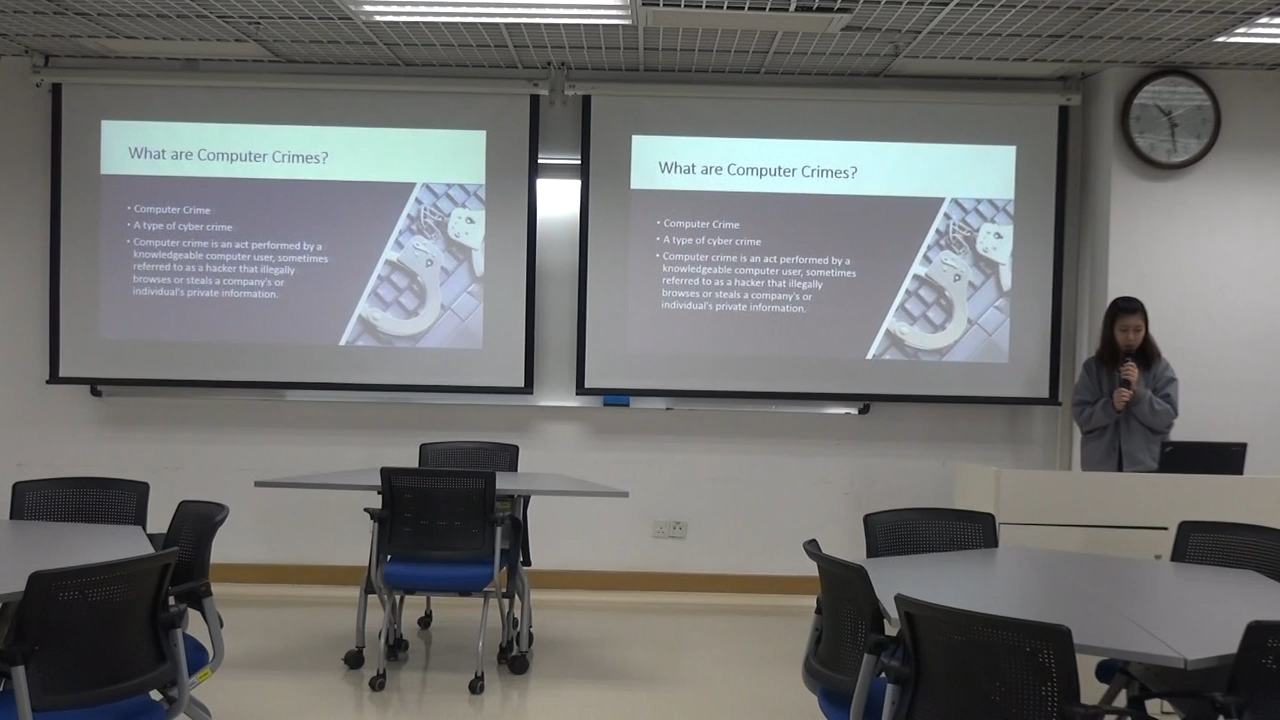 What are Computer Crimes?
• Computer Crime
• A type of cyber crime
• Computer crime is an act performed by a
knowledgeable computer user, sometimes
referred to as a hacker that illegally
browses or steals a company's or
individual's private information.
What are Computer Crimes?
• Computer Crime
• A type of cyber crime
• Computer crime is an act performed by a
knowledgeable computer user, sometimes
referred to as a hacker that illegally
browses or steals a company's or
individual's private information.